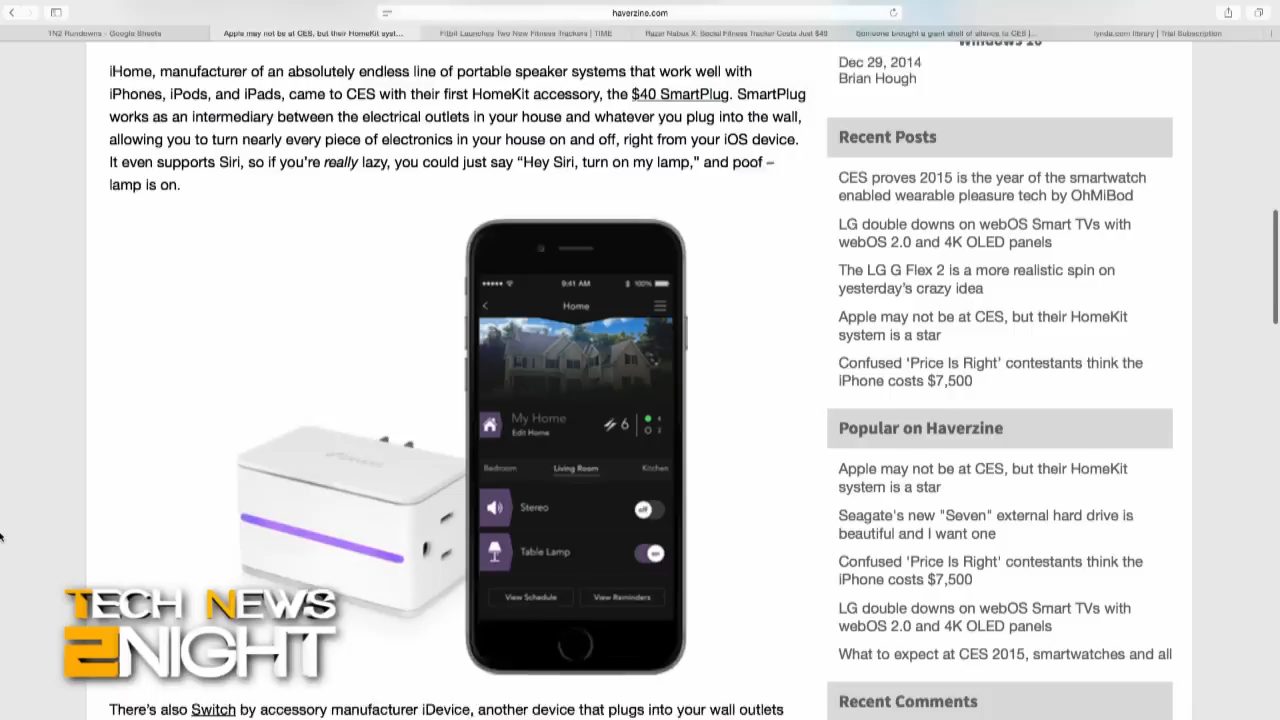 haverzine.com
TN2 Rundowns - Google Sheets
Apple may not be at CES, but their HomeKit syst...
Fitbit Launches Two New Fitness Trackers | TIME
Razer Nabux X: Social Fitness Tracker Costs Just $49
Someone brought a giant shell of silence to CES |...
lynda.com library | Trial Subscription
iHome, manufacturer of an absolutely endless line of portable speaker systems that work well with
iPhones, iPods, and iPads, came to CES with their first HomeKit accessory, the $40 SmartPlug. SmartPlug
works as an intermediary between the electrical outlets in your house and whatever you plug into the wall,
allowing you to turn nearly every piece of electronics in your house on and off, right from your iOS device.
It even supports Siri, so if you're really lazy, you could just say “Hey Siri, turn on my lamp,” and poof –
lamp is on.
9:41 AM
100%
Home
My Home
Edit Home
6
4
2
Bedroom
Living Room
Kitchen
Stereo
off
Table Lamp
on
View Schedule
View Reminders
TECH NEWS
2NIGHT
There's also Switch by accessory manufacturer iDevice, another device that plugs into your wall outlets
Windows 10
Dec 29, 2014
Brian Hough
Recent Posts
CES proves 2015 is the year of the smartwatch
enabled wearable pleasure tech by OhMiBod
LG double downs on webOS Smart TVs with
webOS 2.0 and 4K OLED panels
The LG G Flex 2 is a more realistic spin on
yesterday's crazy idea
Apple may not be at CES, but their HomeKit
system is a star
Confused ‘Price Is Right’ contestants think the
iPhone costs $7,500
Popular on Haverzine
Apple may not be at CES, but their HomeKit
system is a star
Seagate's new "Seven" external hard drive is
beautiful and I want one
Confused ‘Price Is Right’ contestants think the
iPhone costs $7,500
LG double downs on webOS Smart TVs with
webOS 2.0 and 4K OLED panels
What to expect at CES 2015, smartwatches and all
Recent Comments